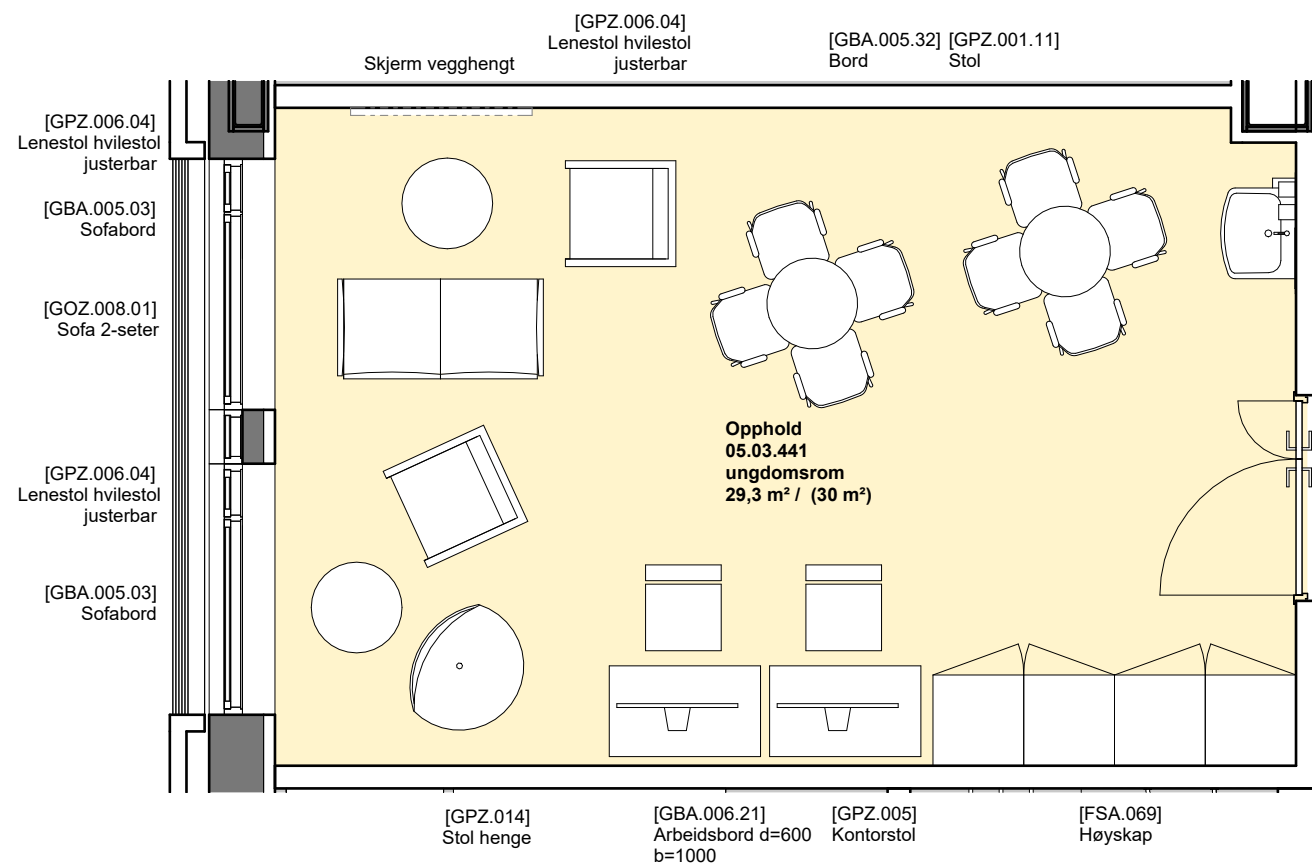 [GPZ.006.04]
Lenestol hvilestol
justerbar
[GBA.005.32] [GPZ.001.11]
Bord Stol
Skjerm vegghengt
[GPZ.006.04]
Lenestol hvilestol
justerbar
[GBA.005.03]
Sofabord
[GOZ.008.01]
Sofa 2-seter
Opphold
05.03.441
ungdomsrom
29,3 m² / (30 m²)
[GPZ.006.04]
Lenestol hvilestol
justerbar
[GBA.005.03]
Sofabord
[GPZ.014]
Stol henge
[GBA.006.21]
Arbeidsbord d=600
b=1000
[GPZ.005]
Kontorstol
[FSA.069]
Høyskap